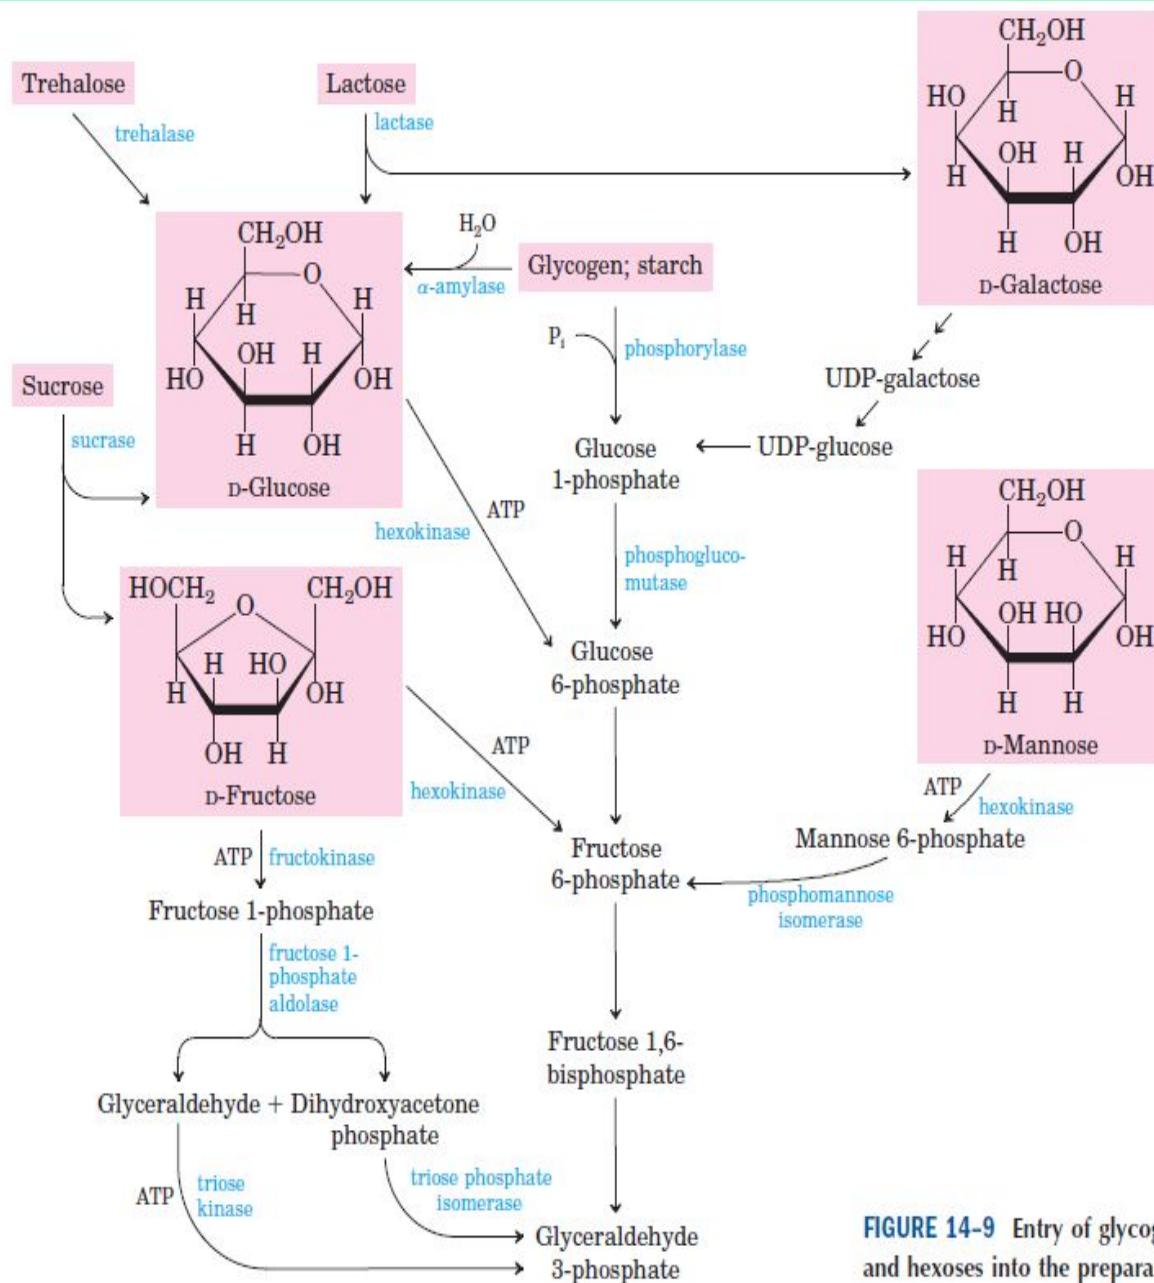 Trehalose
trehalase
Lactose
lactase
CH₂OH
O
HO
H
H
OH
H
H
OH
H
OH
D-Galactose
CH₂OH
O
H
H
H
OH
H
HO
OH
H
OH
D-Glucose
H₂O
α-amylase
Glycogen; starch
Pᵢ
phosphorylase
UDP-galactose
UDP-glucose
Glucose
1-phosphate
Sucrose
sucrase
ATP
hexokinase
phosphogluco-
mutase
Glucose
6-phosphate
CH₂OH
O
H
H
H
OH HO
HO
OH
H
H
D-Mannose
ATP
hexokinase
Mannose 6-phosphate
phosphomannose
isomerase
HOCH₂
O
CH₂OH
H
HO
H
OH
OH
H
D-Fructose
ATP
hexokinase
Fructose
6-phosphate
ATP
fructokinase
Fructose 1-phosphate
fructose 1-
phosphate
aldolase
Fructose 1,6-
bisphosphate
Glyceraldehyde + Dihydroxyacetone
phosphate
ATP
triose
kinase
triose phosphate
isomerase
Glyceraldehyde
3-phosphate
FIGURE 14–9 Entry of glycog
and hexoses into the prepara